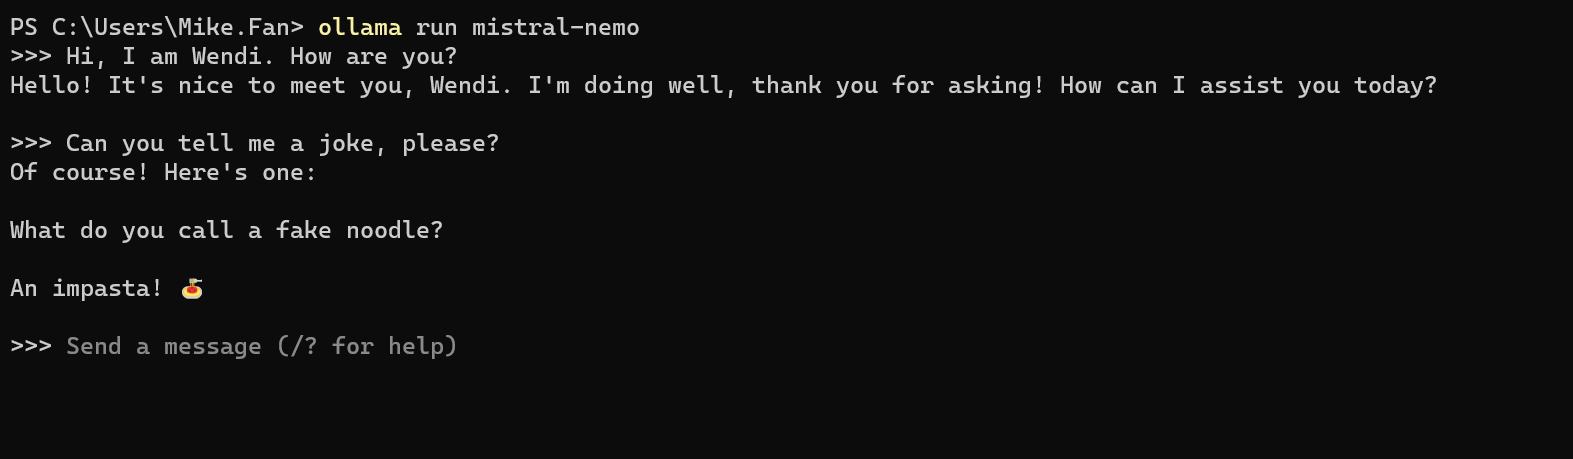 PS C:\Users\Mike.Fan> ollama run mistral-nemo
>>> Hi, I am Wendi. How are you?
Hello! It's nice to meet you, Wendi. I'm doing well, thank you for asking! How can I assist you today?
>>> Can you tell me a joke, please?
Of course! Here's one:
What do you call a fake noodle?
An impasta! 🍝
>>> Send a message (/? for help)